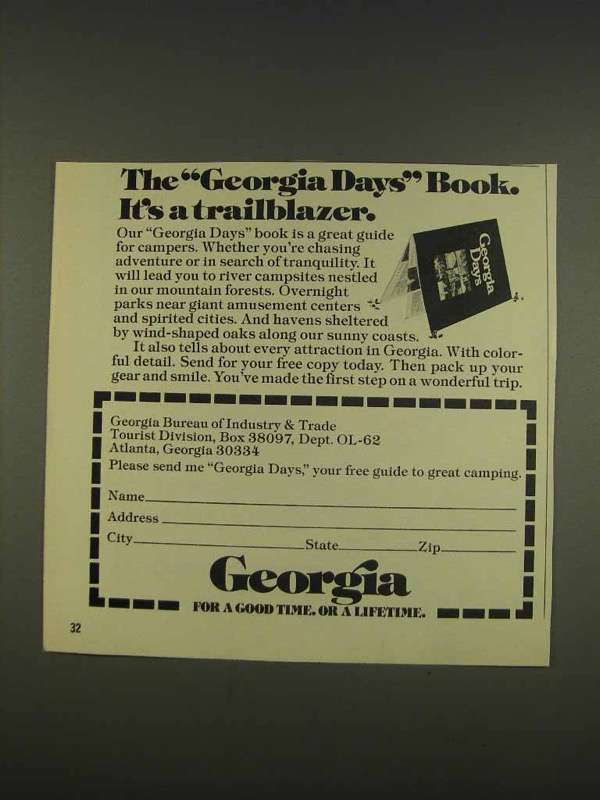 The “Georgia Days” Book.
It's a trailblazer.
Our “Georgia Days” book is a great guide
for campers. Whether you're chasing
adventure or in search of tranquility. It
will lead you to river campsites nestled
in our mountain forests. Overnight
parks near giant amusement centers
and spirited cities. And havens sheltered
by wind-shaped oaks along our sunny coasts.
Georgia
Days
It also tells about every attraction in Georgia. With color-
ful detail. Send for your free copy today. Then pack up your
gear and smile. You've made the first step on a wonderful trip.
Georgia Bureau of Industry & Trade
Tourist Division, Box 38097, Dept. OL-62
Atlanta, Georgia 30334
Please send me “Georgia Days,” your free guide to great camping.
Name
Address
City State Zip
Georgia
FOR A GOOD TIME. OR A LIFETIME.
32